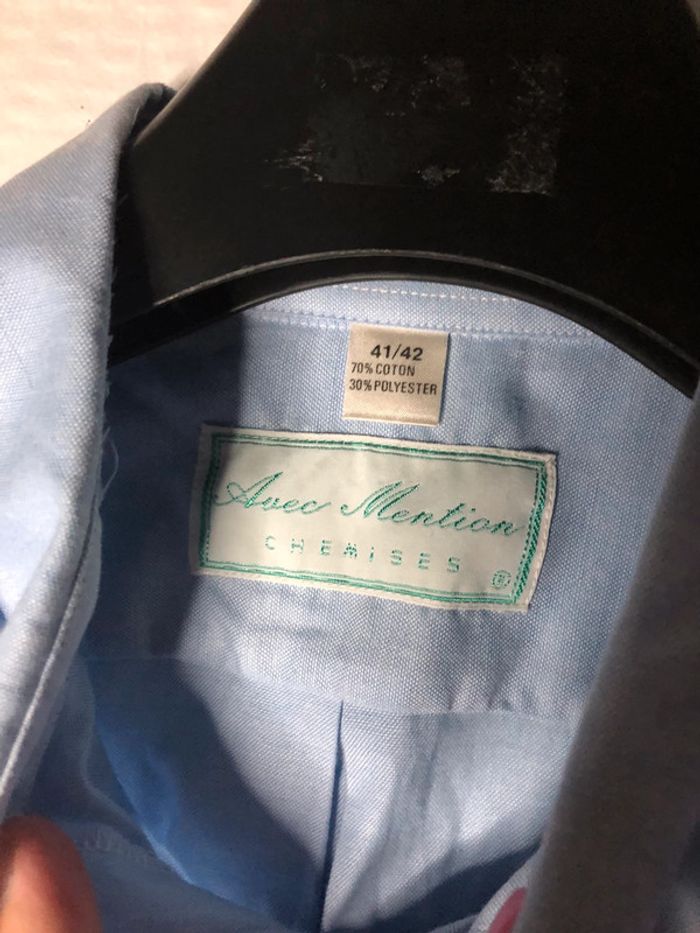 41/42
70% COTON
30% POLYESTER
Avec Mention
CHEMISES ®